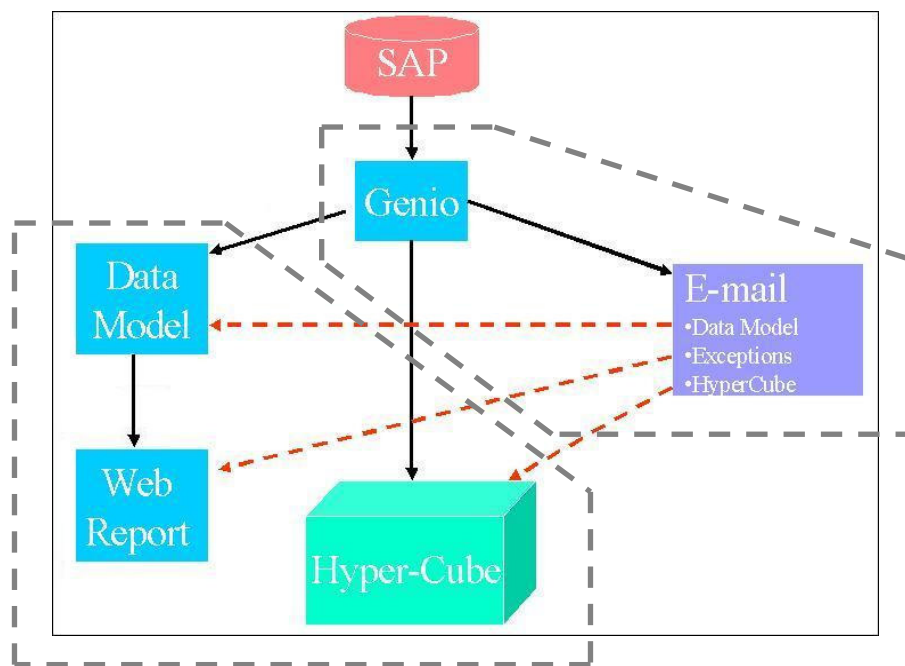 SAP
Genio
Data
Model
E-mail
•Data Model
•Exceptions
•HyperCube
Web
Report
Hyper-Cube